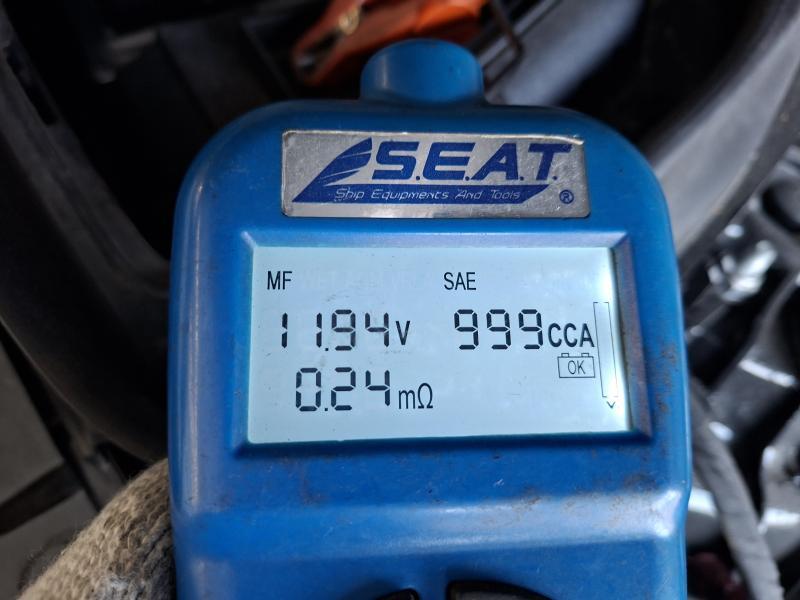 S.E.A.T.
Ship Equipments And Tools ®
MF SAE
11.94V 999CCA
OK
0.24mΩ